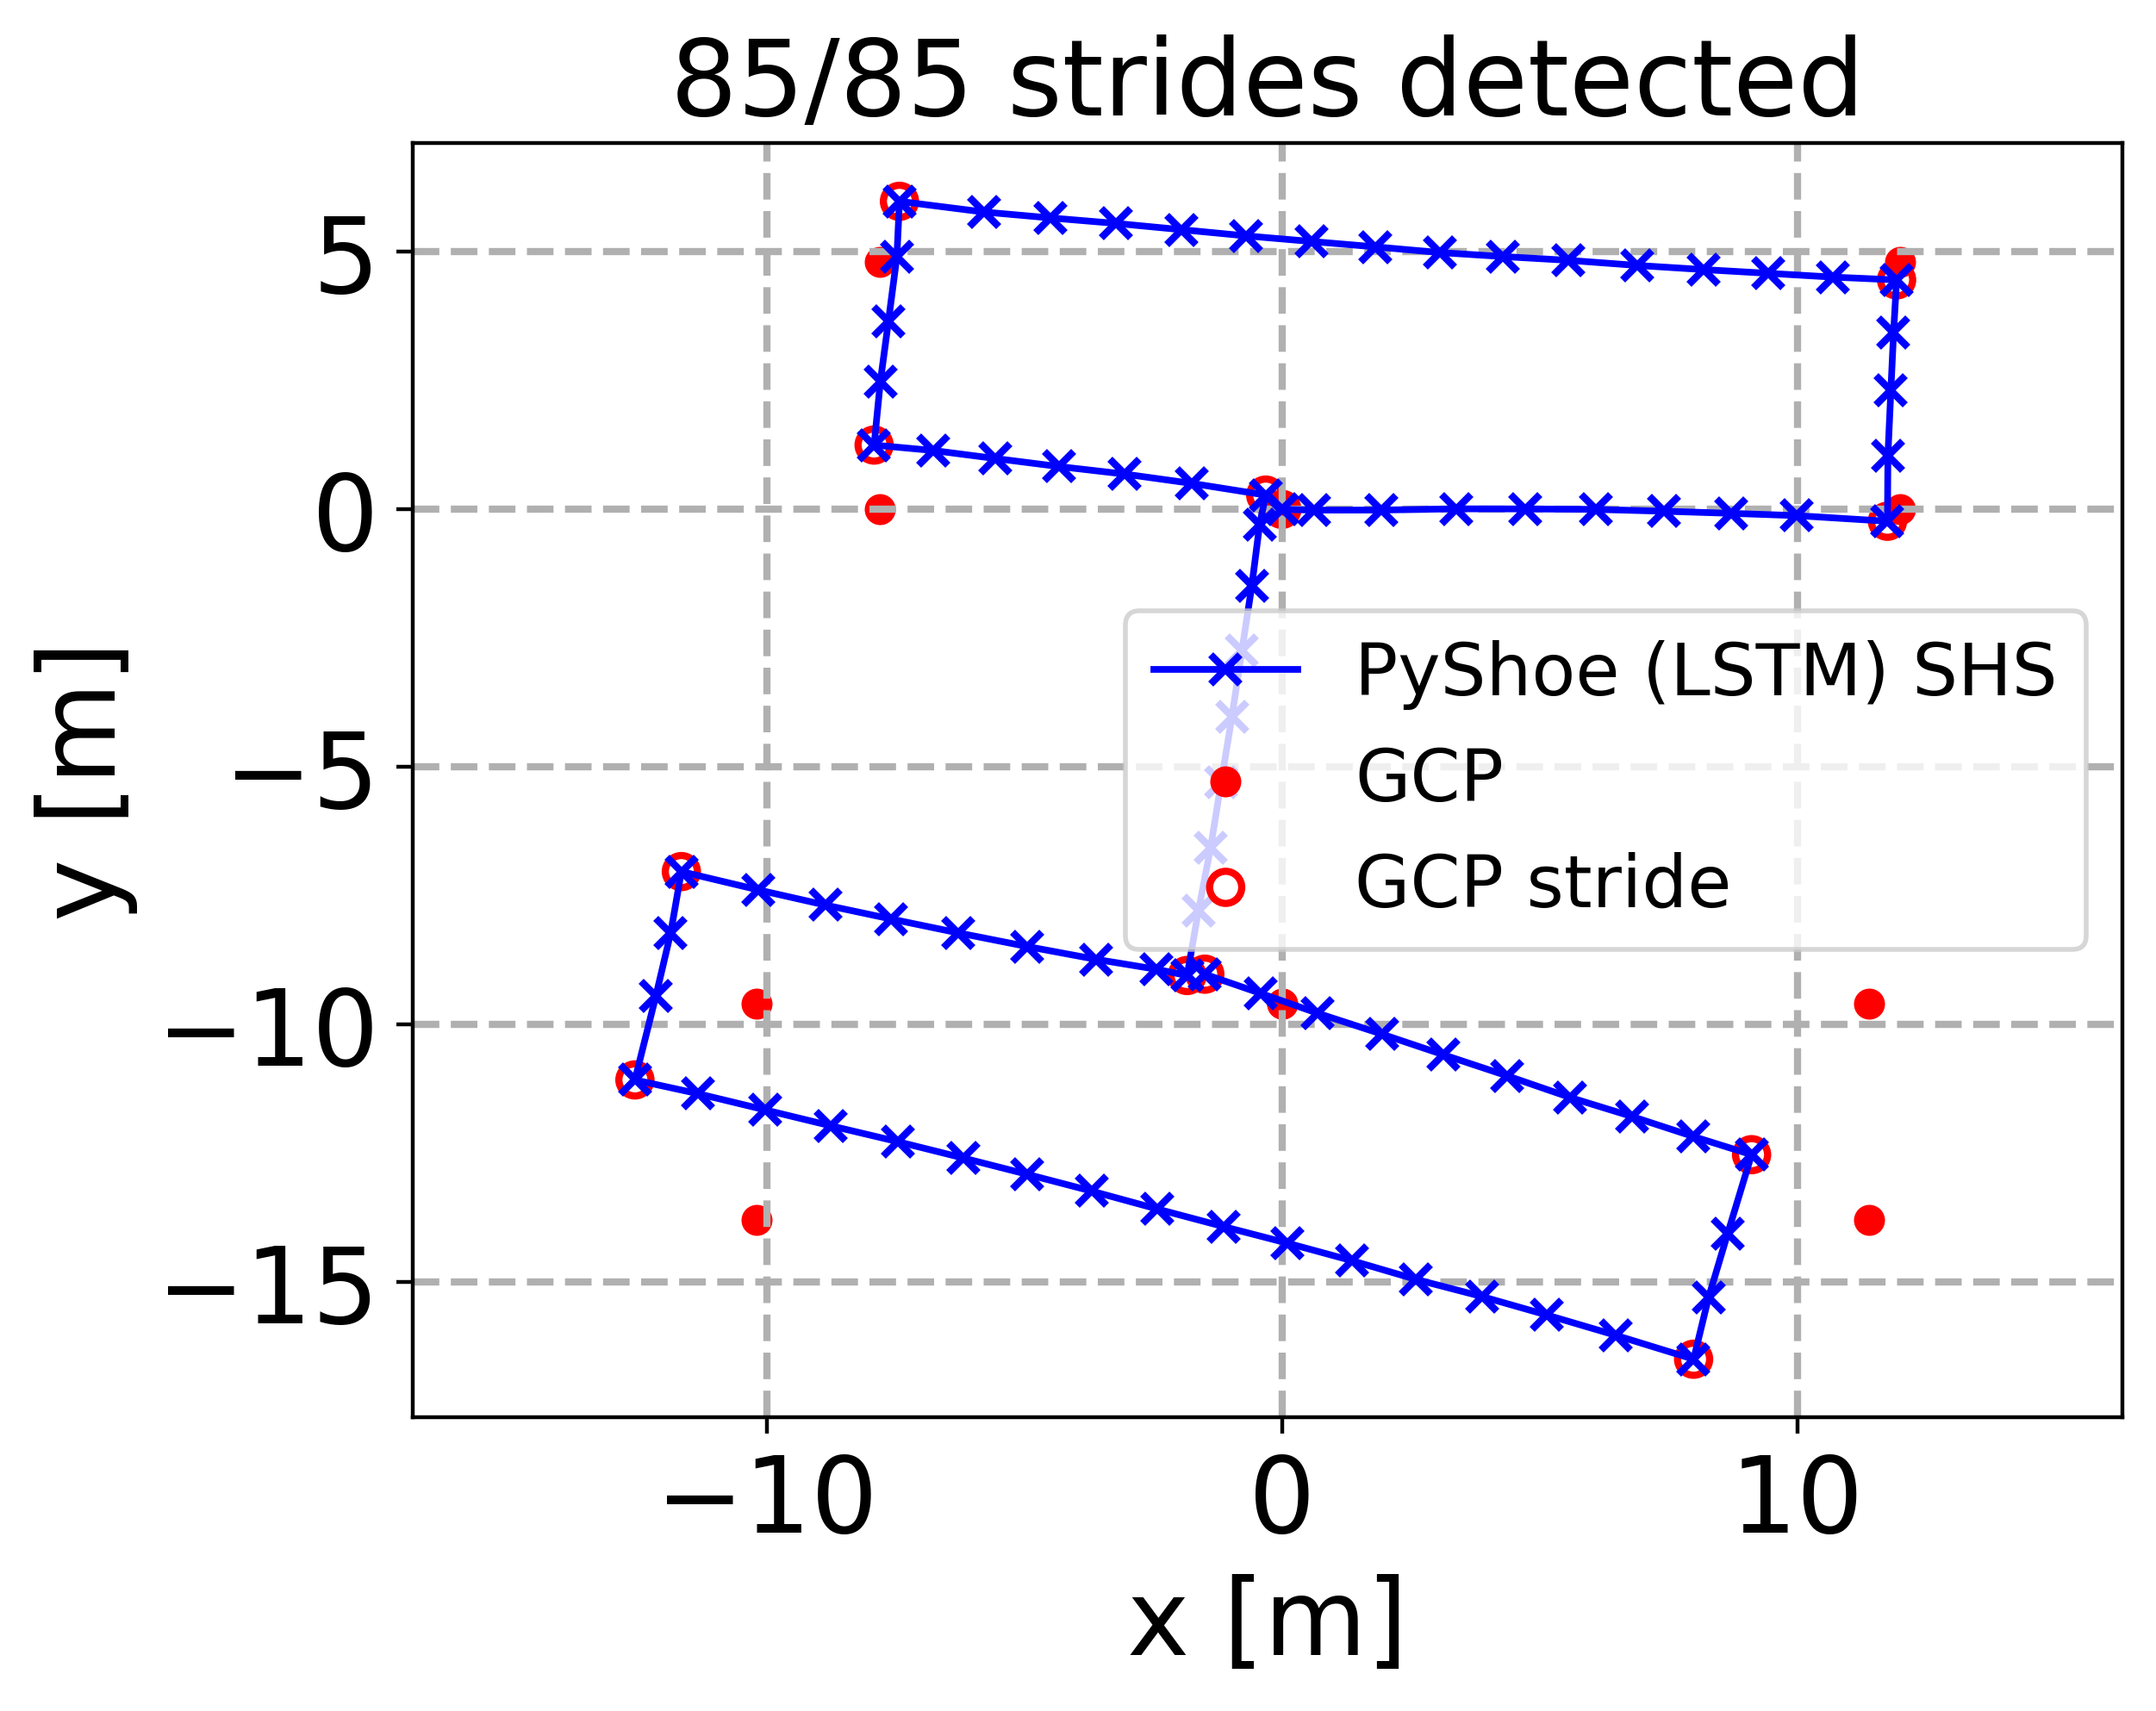 85/85 strides detected
y [m]
5
0
−5
−10
−15
PyShoe (LSTM) SHS
GCP
GCP stride
−10 0 10
x [m]